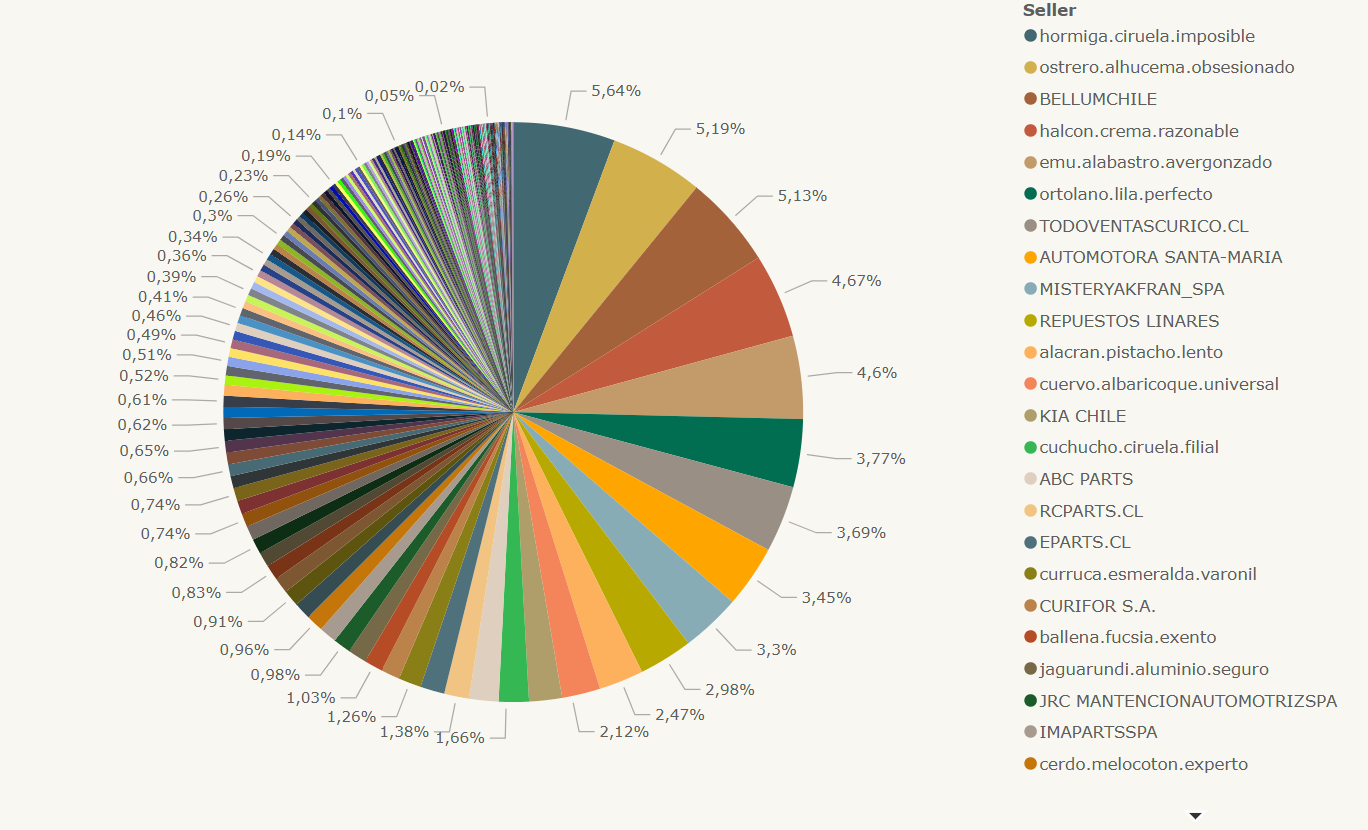 Seller
hormiga.ciruela.imposible
ostrero.alhucema.obsesionado
BELLUMCHILE
halcon.crema.razonable
emu.alabastro.avergonzado
ortolano.lila.perfecto
TODOVENTASCURICO.CL
AUTOMOTORA SANTA-MARIA
MISTERYAKFRAN_SPA
REPUESTOS LINARES
alacran.pistacho.lento
cuervo.albaricoque.universal
KIA CHILE
cuchucho.ciruela.filial
ABC PARTS
RCPARTS.CL
EPARTS.CL
curruca.esmeralda.varonil
CURIFOR S.A.
ballena.fucsia.exento
jaguarundi.aluminio.seguro
JRC MANTENCIONAUTOMOTRIZSPA
IMAPARTSSPA
cerdo.melocoton.experto
5,64%
5,19%
5,13%
4,67%
4,6%
3,77%
3,69%
3,45%
3,3%
2,98%
2,47%
2,12%
1,66%
1,38%
1,26%
1,03%
0,98%
0,96%
0,91%
0,83%
0,82%
0,74%
0,74%
0,66%
0,65%
0,62%
0,61%
0,52%
0,51%
0,49%
0,46%
0,41%
0,39%
0,36%
0,34%
0,3%
0,26%
0,23%
0,19%
0,14%
0,1%
0,05%
0,02%